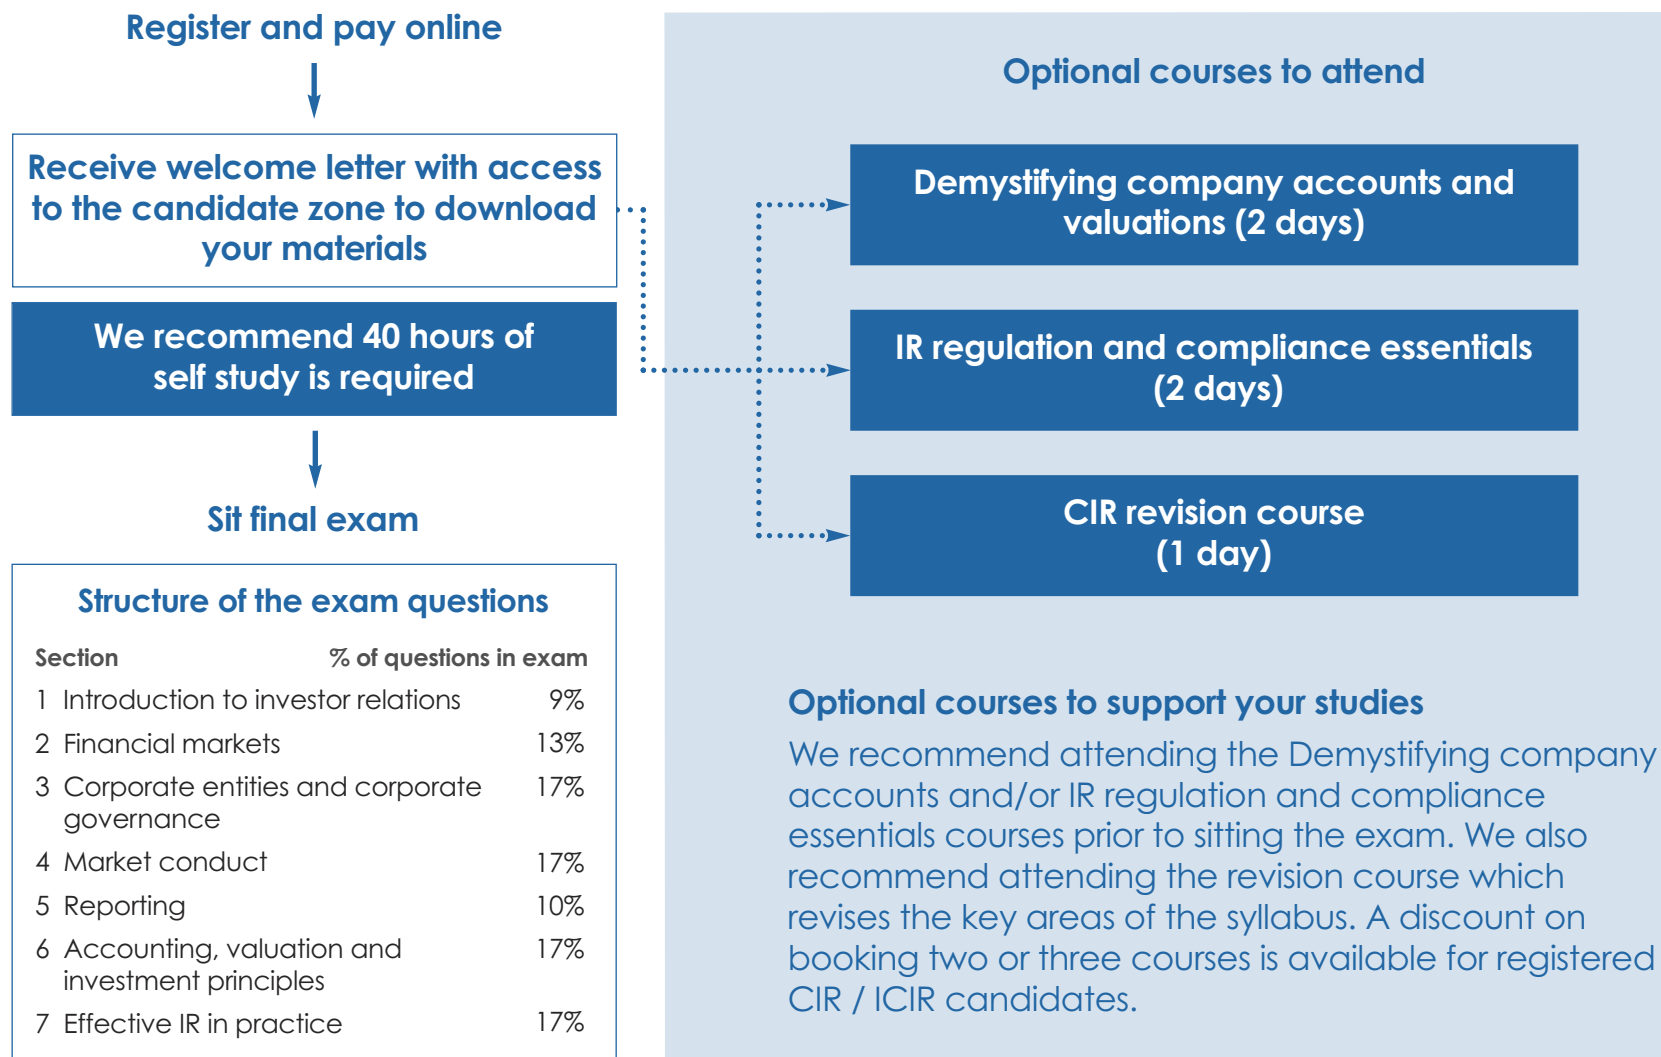 Register and pay online
Receive welcome letter with access
to the candidate zone to download
your materials
We recommend 40 hours of
self study is required
Sit final exam
Structure of the exam questions
Section % of questions in exam
1 Introduction to investor relations 9%
2 Financial markets 13%
3 Corporate entities and corporate 17%
governance
4 Market conduct 17%
5 Reporting 10%
6 Accounting, valuation and 17%
investment principles
7 Effective IR in practice 17%
Optional courses to attend
Demystifying company accounts and
valuations (2 days)
IR regulation and compliance essentials
(2 days)
CIR revision course
(1 day)
Optional courses to support your studies
We recommend attending the Demystifying company
accounts and/or IR regulation and compliance
essentials courses prior to sitting the exam. We also
recommend attending the revision course which
revises the key areas of the syllabus. A discount on
booking two or three courses is available for registered
CIR / ICIR candidates.